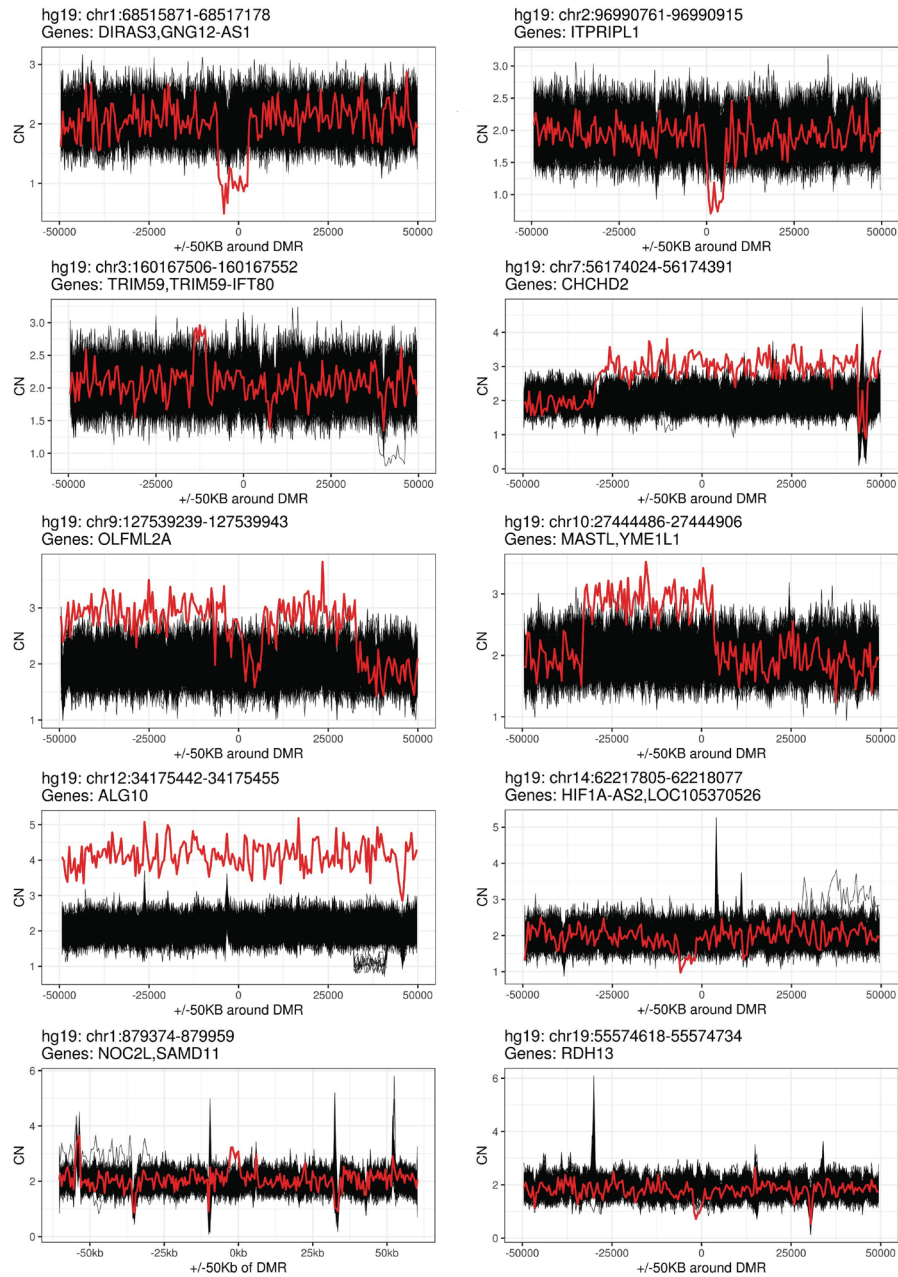 hg19: chr1:68515871-68517178
Genes: DIRAS3,GNG12-AS1
3
2
1
CN
-50000 -25000 0 25000 50000
+/-50KB around DMR
hg19: chr2:96990761-96990915
Genes: ITPRIPL1
3.0
2.5
2.0
1.5
1.0
CN
-50000 -25000 0 25000 50000
+/-50KB around DMR
hg19: chr3:160167506-160167552
Genes: TRIM59,TRIM59-IFT80
3.0
2.5
2.0
1.5
1.0
CN
-50000 -25000 0 25000 50000
+/-50KB around DMR
hg19: chr7:56174024-56174391
Genes: CHCHD2
4
3
2
1
0
CN
-50000 -25000 0 25000 50000
+/-50KB around DMR
hg19: chr9:127539239-127539943
Genes: OLFML2A
3
2
1
CN
-50000 -25000 0 25000 50000
+/-50KB around DMR
hg19: chr10:27444486-27444906
Genes: MASTL,YME1L1
3
2
1
CN
-50000 -25000 0 25000 50000
+/-50KB around DMR
hg19: chr12:34175442-34175455
Genes: ALG10
5
4
3
2
1
CN
-50000 -25000 0 25000 50000
+/-50KB around DMR
hg19: chr14:62217805-62218077
Genes: HIF1A-AS2,LOC105370526
5
4
3
2
1
CN
-50000 -25000 0 25000 50000
+/-50KB around DMR
hg19: chr1:879374-879959
Genes: NOC2L,SAMD11
6
4
2
0
CN
-50kb -25kb 0kb 25kb 50kb
+/-50Kb of DMR
hg19: chr19:55574618-55574734
Genes: RDH13
6
4
2
0
CN
-50000 -25000 0 25000 50000
+/-50KB around DMR